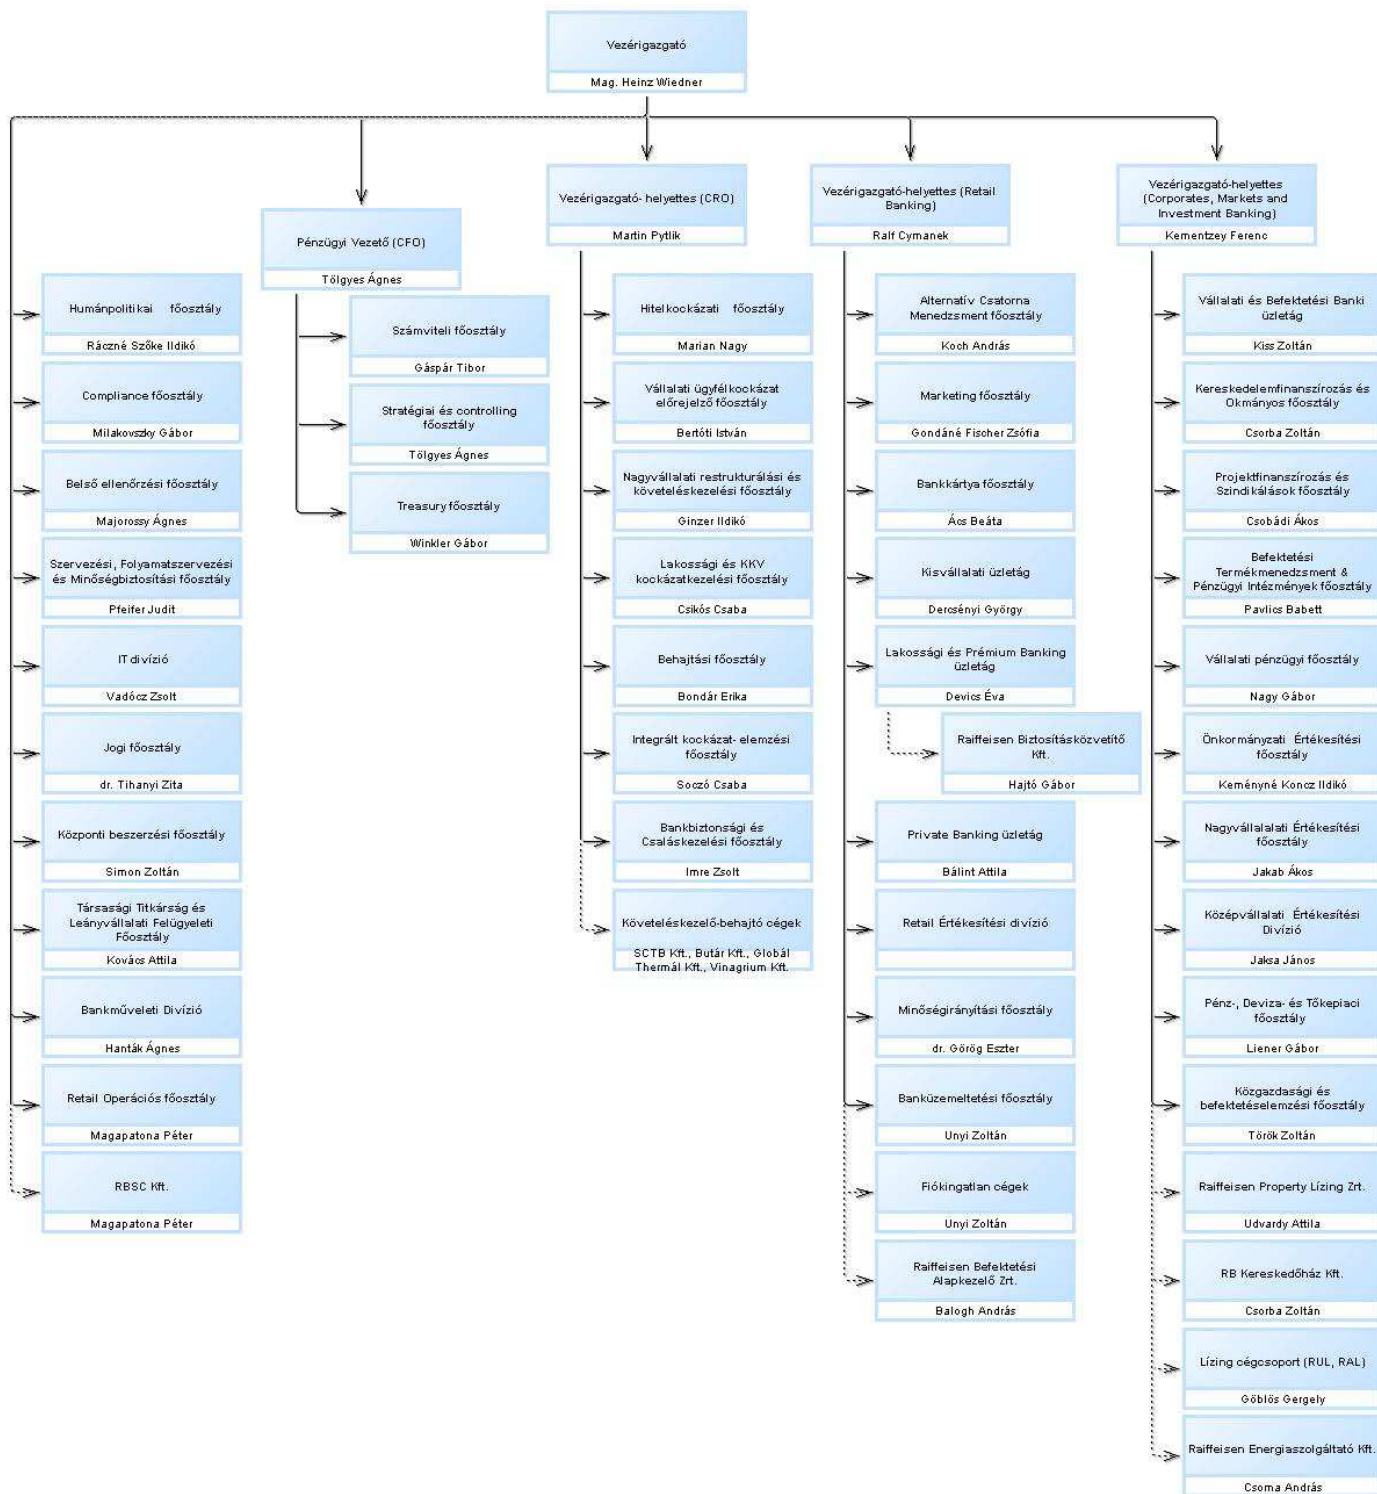 Vezérigazgató
Mag. Heinz Wiedner
Pénzügyi Vezető (CFO)
Tölgyes Ágnes
Vezérigazgató- helyettes (CRO)
Martin Pytlik
Vezérigazgató-helyettes (Retail
Banking)
Ralf Cymanek
Vezérigazgató-helyettes
(Corporates, Markets and
Investment Banking)
Kementzey Ferenc
Humánpolitikai főosztály
Ráczné Szőke Ildikó
Compliance főosztály
Milakovszky Gábor
Belső ellenőrzési főosztály
Majorossy Ágnes
Szervezési, Folyamatszervezési
és Minőségbiztosítási főosztály
Pfeifer Judit
IT divízió
Vadócz Zsolt
Jogi főosztály
dr. Tihanyi Zita
Központi beszerzési főosztály
Simon Zoltán
Társasági Titkárság és
Leányvállalati Felügyeleti
Főosztály
Kovács Attila
Bankműveleti Divízió
Hanták Ágnes
Retail Operációs főosztály
Magapatona Péter
RBSC Kft.
Magapatona Péter
Számviteli főosztály
Gáspár Tibor
Stratégiai és controlling
főosztály
Tölgyes Ágnes
Treasury főosztály
Winkler Gábor
Hitelkockázati főosztály
Marian Nagy
Vállalati ügyfélkockázat
előrejelző főosztály
Bertóti István
Nagyvállalati restrukturálási és
követeléskezelési főosztály
Ginzer Ildikó
Lakossági és KKV
kockázatkezelési főosztály
Csikós Csaba
Behajtási főosztály
Bondár Erika
Integrált kockázat- elemzési
főosztály
Soczó Csaba
Bankbiztonsági és
Csaláskezelési főosztály
Imre Zsolt
Követeléskezelő-behajtó cégek
SCTB Kft., Butár Kft., Globál
Thermál Kft., Vinagrium Kft.
Alternatív Csatorna
Menedzsment főosztály
Koch András
Marketing főosztály
Gondáné Fischer Zsófia
Bankkártya főosztály
Ács Beáta
Kisvállalati üzletág
Dercsényi György
Lakossági és Prémium Banking
üzletág
Devics Éva
Raiffeisen Biztosításközvetítő
Kft.
Hajtó Gábor
Private Banking üzletág
Bálint Attila
Retail Értékesítési divízió
Minőségirányítási főosztály
dr. Görög Eszter
Banküzemeltetési főosztály
Unyi Zoltán
Fiókingatlan cégek
Unyi Zoltán
Raiffeisen Befektetési
Alapkezelő Zrt.
Balogh András
Vállalati és Befektetési Banki
üzletág
Kiss Zoltán
Kereskedelemfinanszírozás és
Okmányos főosztály
Csorba Zoltán
Projektfinanszírozás és
Szindikálások főosztály
Csobádi Ákos
Befektetési
Termékmenedzsment &
Pénzügyi Intézmények főosztály
Pavlics Babett
Vállalati pénzügyi főosztály
Nagy Gábor
Önkormányzati Értékesítési
főosztály
Keményné Koncz Ildikó
Nagyvállalalati Értékesítési
főosztály
Jakab Ákos
Középvállalati Értékesítési
Divízió
Jaksa János
Pénz-, Deviza- és Tőkepiaci
főosztály
Liener Gábor
Közgazdasági és
befektetéselemzési főosztály
Török Zoltán
Raiffeisen Property Lízing Zrt.
Udvardy Attila
RB Kereskedőház Kft.
Csorba Zoltán
Lízing cégcsoport (RUL, RAL)
Göblös Gergely
Raiffeisen Energiaszolgáltató Kft.
Csoma András